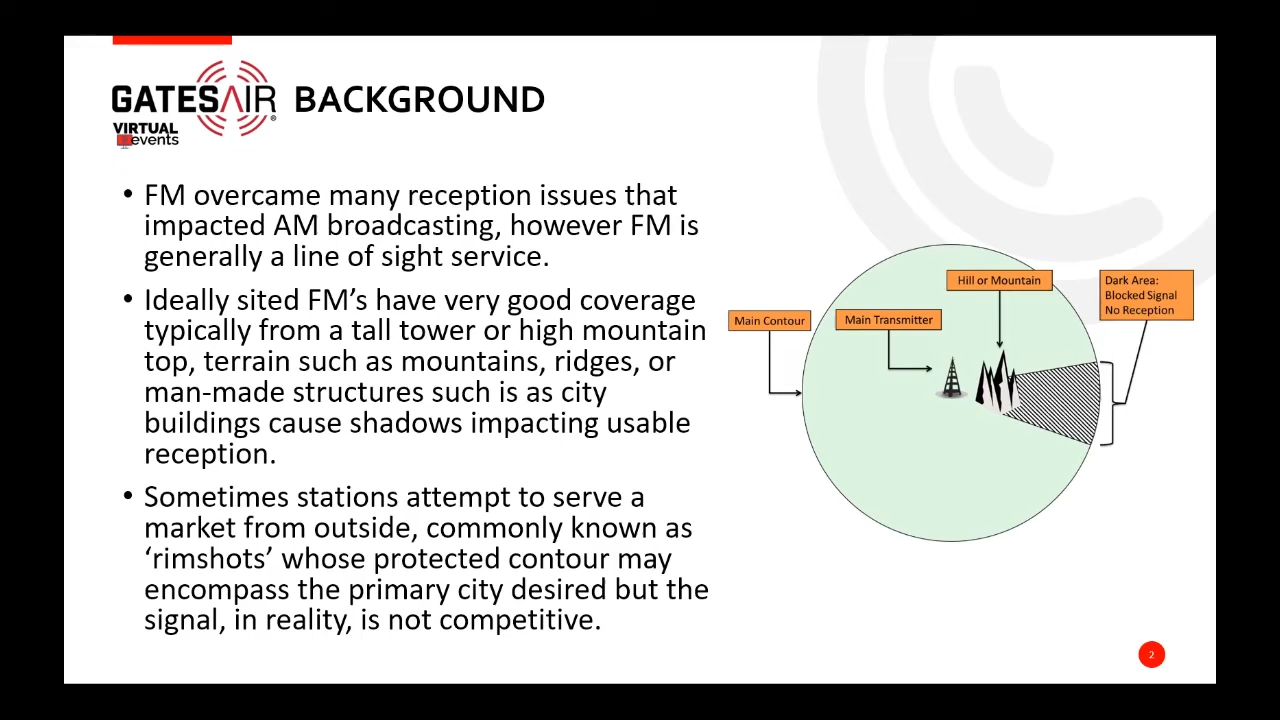 GATESAIR® BACKGROUND
VIRTUAL
events
• FM overcame many reception issues that
impacted AM broadcasting, however FM is
generally a line of sight service.
• Ideally sited FM’s have very good coverage
typically from a tall tower or high mountain
top, terrain such as mountains, ridges, or
man-made structures such is as city
buildings cause shadows impacting usable
reception.
• Sometimes stations attempt to serve a
market from outside, commonly known as
‘rimshots’ whose protected contour may
encompass the primary city desired but the
signal, in reality, is not competitive.
Main Contour
Main Transmitter
Hill or Mountain
Dark Area:
Blocked Signal
No Reception
2